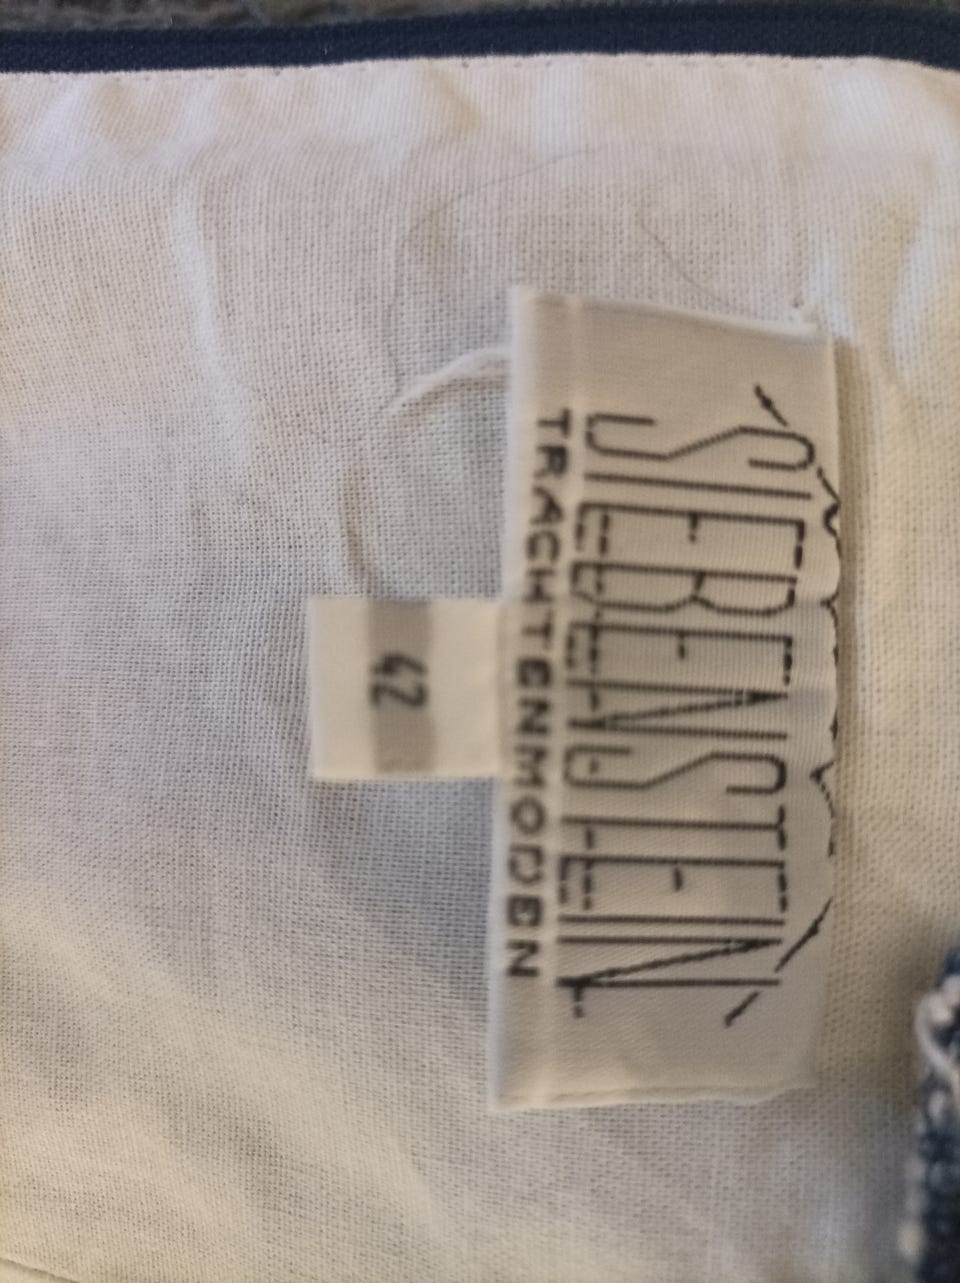 SIEBENSTEIN
TRACHTENMODEN
42